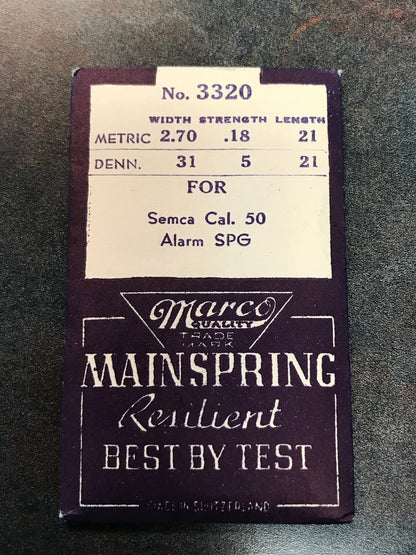 No. 3320
WIDTH STRENGTH LENGTH
METRIC 2.70 .18 21
DENN. 31 5 21
FOR
Semca Cal. 50
Alarm SPG
Marco
QUALITY
TRADE
MARK
MAINSPRING
Resilient
BEST BY TEST
MADE IN SWITZERLAND